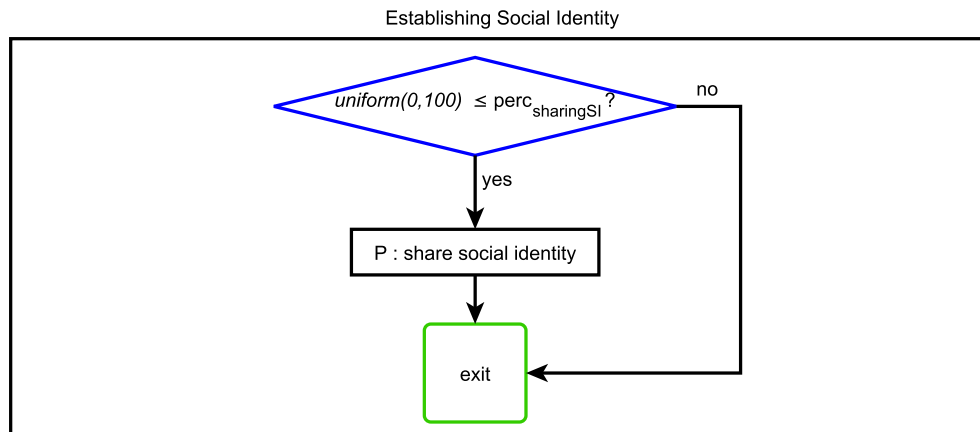 Establishing Social Identity
uniform(0,100) ≤ perc_sharingSI ?
no
yes
P : share social identity
exit